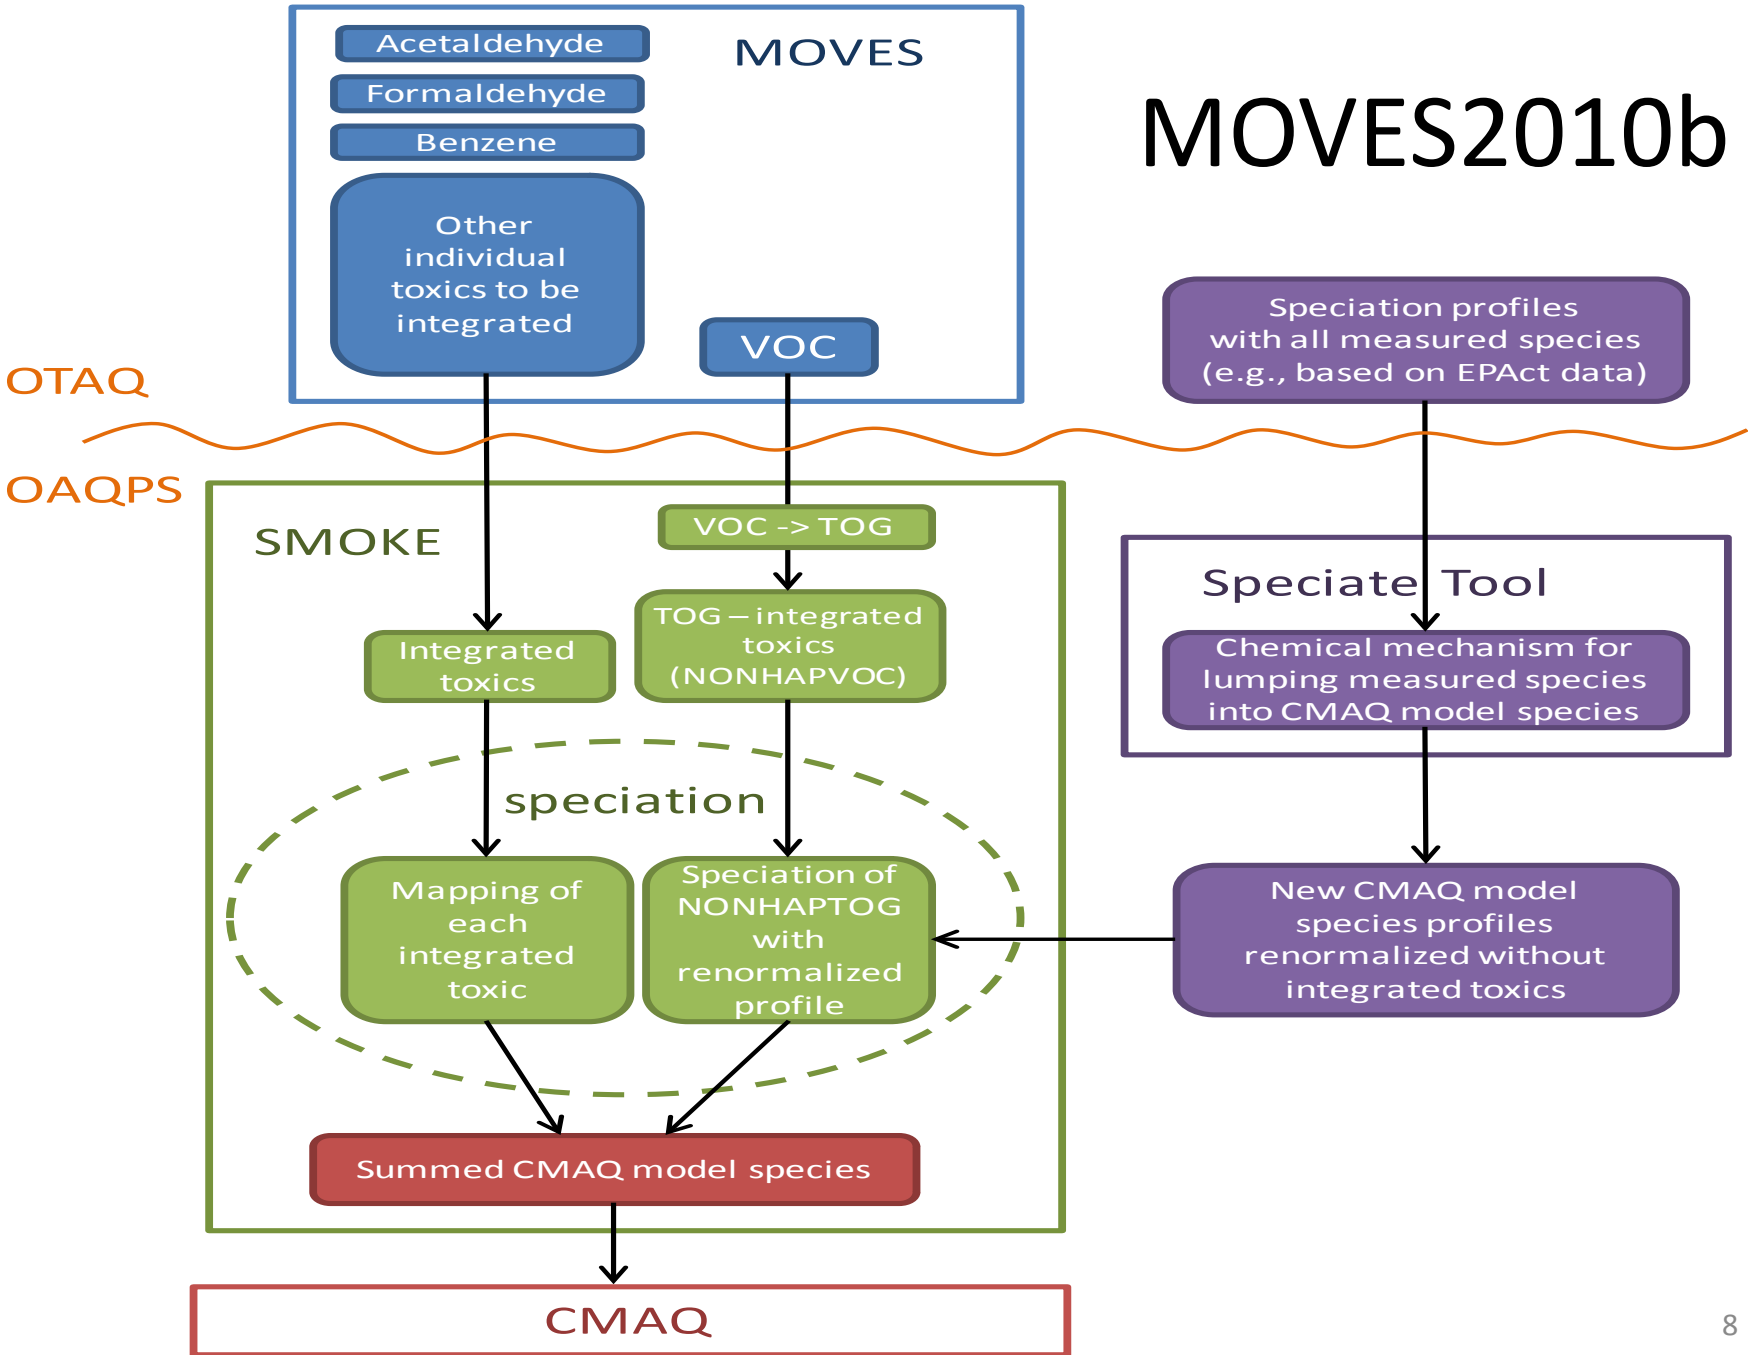 Acetaldehyde
MOVES
Formaldehyde
Benzene
MOVES2010b
Other
individual
toxics to be
integrated
VOC
Speciation profiles
with all measured species
(e.g., based on EPAct data)
OTAQ
OAQPS
SMOKE
VOC -> TOG
TOG – integrated
toxics
(NONHAPVOC)
Integrated
toxics
Speciate Tool
Chemical mechanism for
lumping measured species
into CMAQ model species
speciation
Mapping of
each
integrated
toxic
Speciation of
NONHAPTOG
with
renormalized
profile
New CMAQ model
species profiles
renormalized without
integrated toxics
Summed CMAQ model species
CMAQ
8